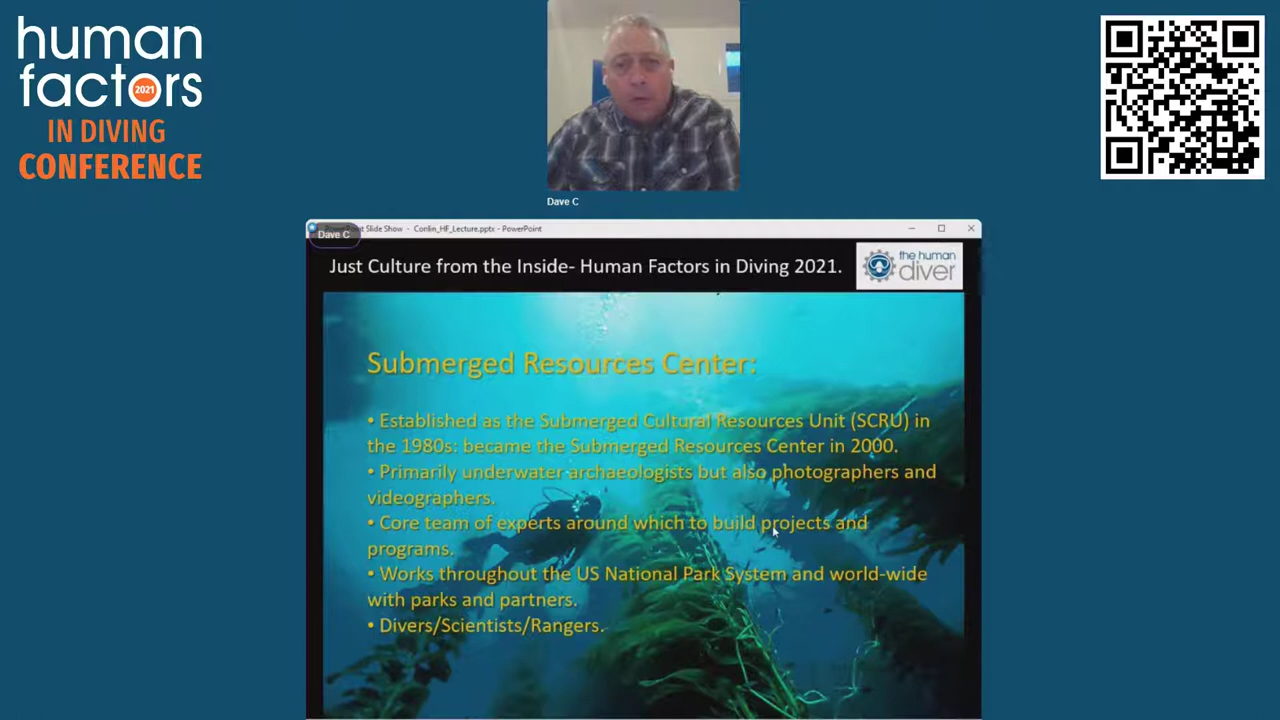 human
factors
2021
IN DIVING
CONFERENCE
Dave C
PowerPoint Slide Show - Conlin_HF_Lecture.pptx - PowerPoint
Dave C
Just Culture from the Inside- Human Factors in Diving 2021.
the human
diver
Submerged Resources Center:
• Established as the Submerged Cultural Resources Unit (SCRU) in
the 1980s: became the Submerged Resources Center in 2000.
• Primarily underwater archaeologists but also photographers and
videographers.
• Core team of experts around which to build projects and
programs.
• Works throughout the US National Park System and world-wide
with parks and partners.
• Divers/Scientists/Rangers.